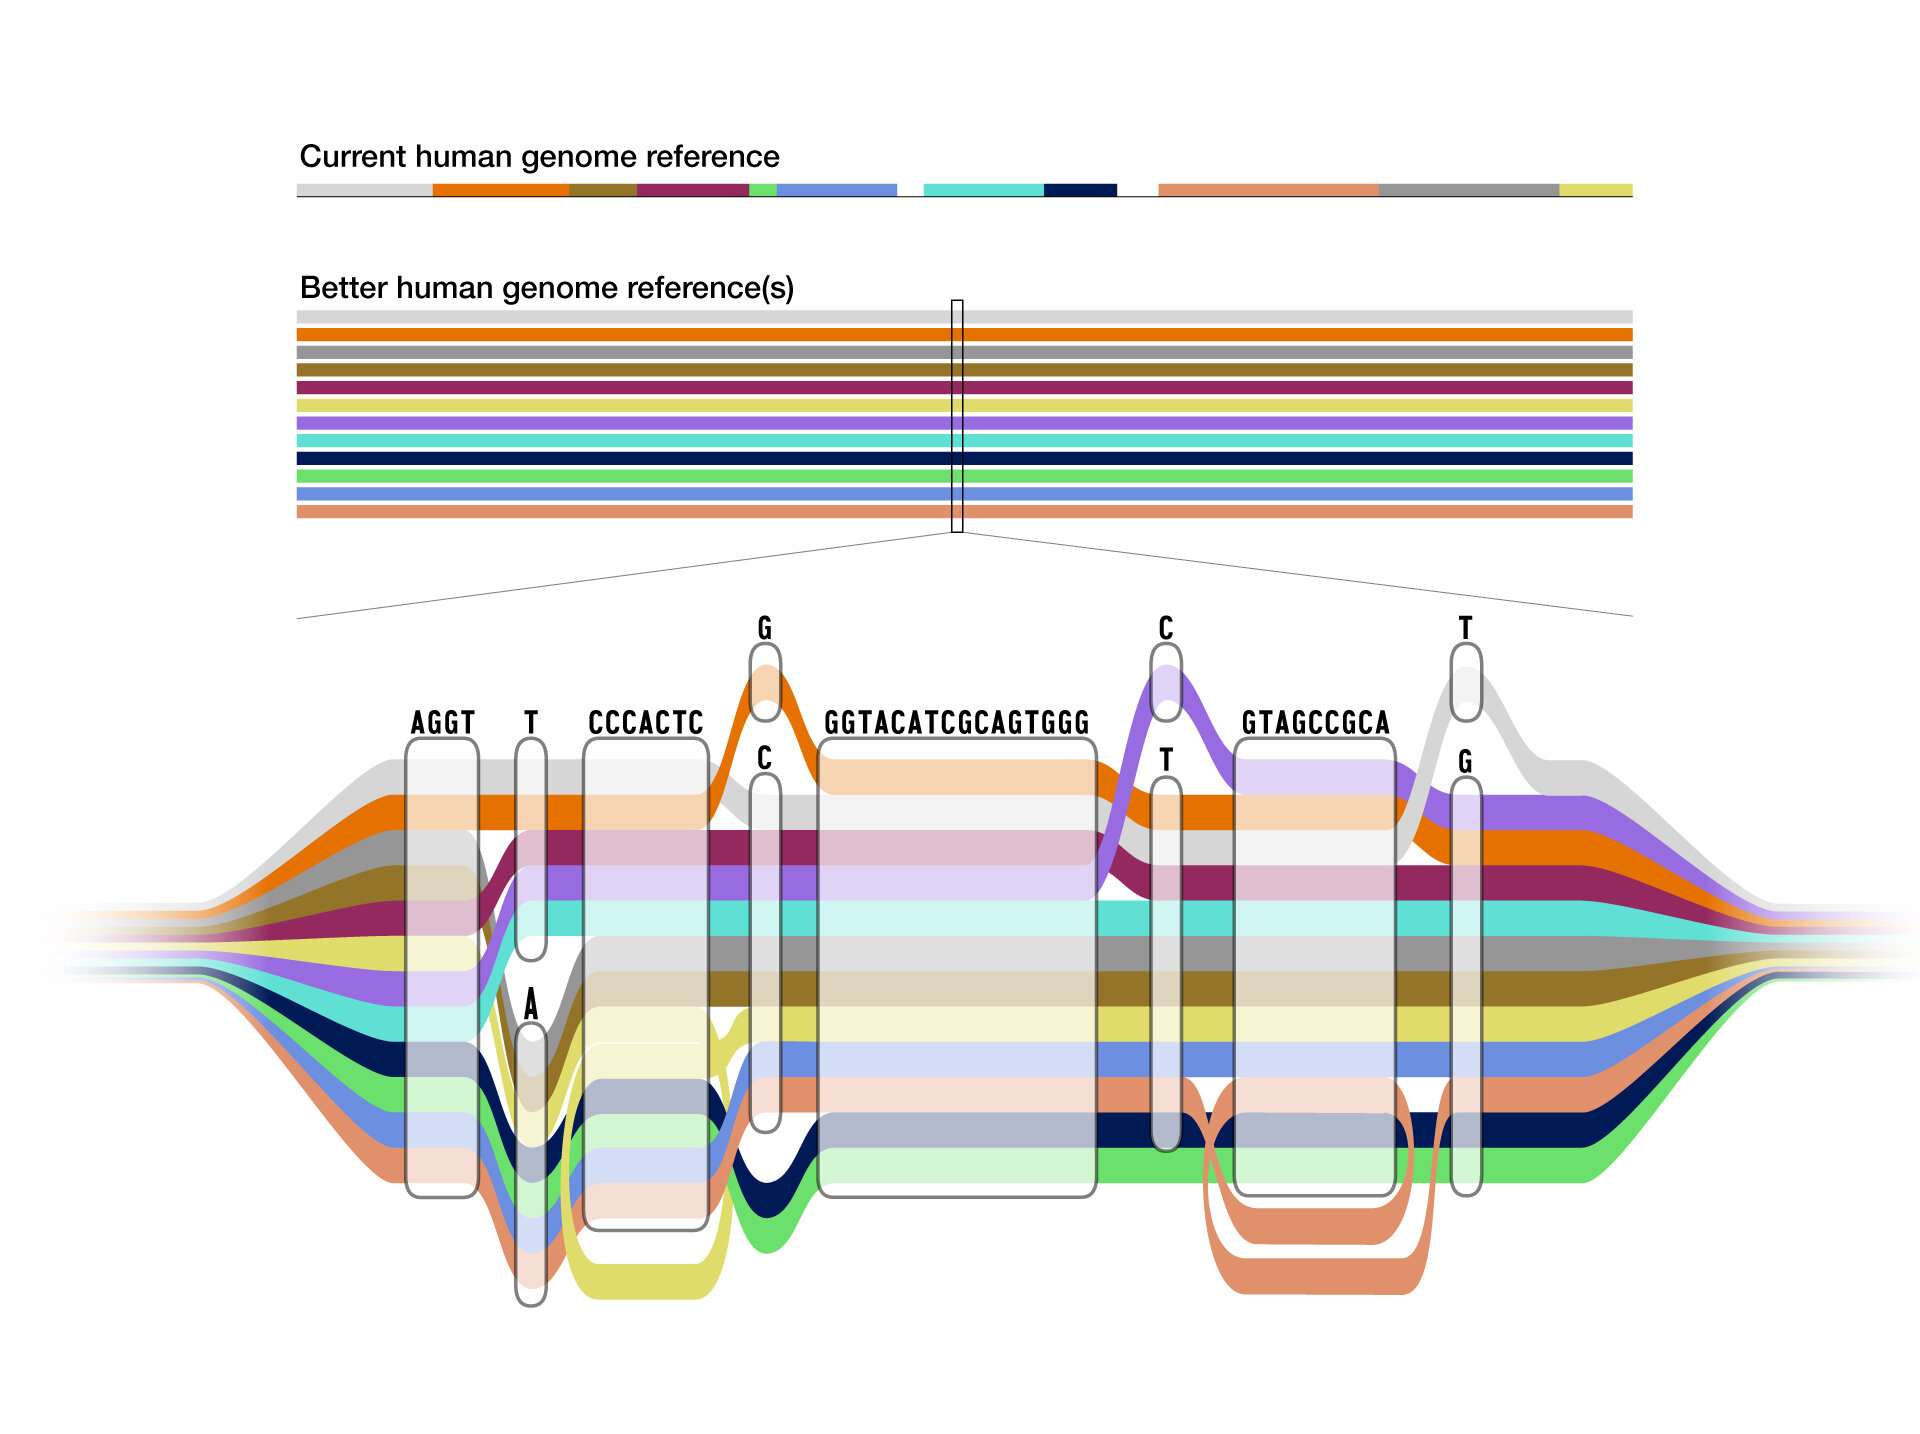 Current human genome reference
Better human genome reference(s)
G
C
T
AGGT
T
CCCACTC
C
GGTACATCGCAGTGGG
T
GTAGCCGCA
G
A